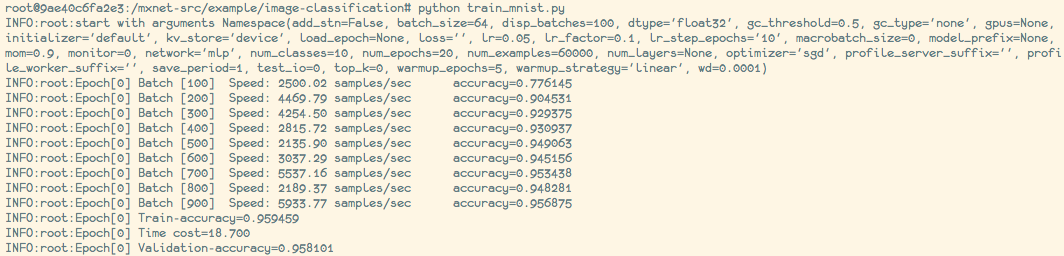 root@9ae40c6fa2e3:/mxnet-src/example/image-classification# python train_mnist.py
INFO:root:start with arguments Namespace(add_stn=False, batch_size=64, disp_batches=100, dtype='float32', gc_threshold=0.5, gc_type='none', gpus=None,
initializer='default', kv_store='device', load_epoch=None, loss='', lr=0.05, lr_factor=0.1, lr_step_epochs='10', macrobatch_size=0, model_prefix=None,
mom=0.9, monitor=0, network='mlp', num_classes=10, num_epochs=20, num_examples=60000, num_layers=None, optimizer='sgd', profile_server_suffix='', profi
le_worker_suffix='', save_period=1, test_io=0, top_k=0, warmup_epochs=5, warmup_strategy='linear', wd=0.0001)
INFO:root:Epoch[0] Batch [100]  Speed: 2500.02 samples/sec      accuracy=0.776145
INFO:root:Epoch[0] Batch [200]  Speed: 4469.79 samples/sec      accuracy=0.904531
INFO:root:Epoch[0] Batch [300]  Speed: 4254.50 samples/sec      accuracy=0.929375
INFO:root:Epoch[0] Batch [400]  Speed: 2815.72 samples/sec      accuracy=0.930937
INFO:root:Epoch[0] Batch [500]  Speed: 2135.90 samples/sec      accuracy=0.949063
INFO:root:Epoch[0] Batch [600]  Speed: 3037.29 samples/sec      accuracy=0.945156
INFO:root:Epoch[0] Batch [700]  Speed: 5537.16 samples/sec      accuracy=0.953438
INFO:root:Epoch[0] Batch [800]  Speed: 2189.37 samples/sec      accuracy=0.948281
INFO:root:Epoch[0] Batch [900]  Speed: 5933.77 samples/sec      accuracy=0.956875
INFO:root:Epoch[0] Train-accuracy=0.959459
INFO:root:Epoch[0] Time cost=18.700
INFO:root:Epoch[0] Validation-accuracy=0.958101